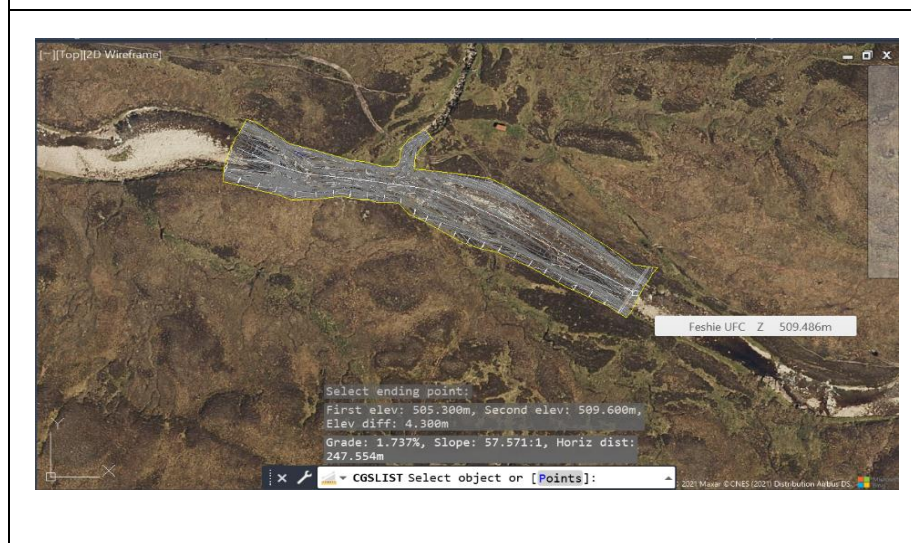 [−][Top][2D Wireframe]
Feshie UFC Z 509.486m
Select ending point:
First elev: 505.300m, Second elev: 509.600m,
Elev diff: 4.300m
Grade: 1.737%, Slope: 57.571:1, Horiz dist:
247.554m
Y
X
CGSLIST Select object or [Points]:
2021 Maxar ©CNES (2021) Distribution Airbus DS